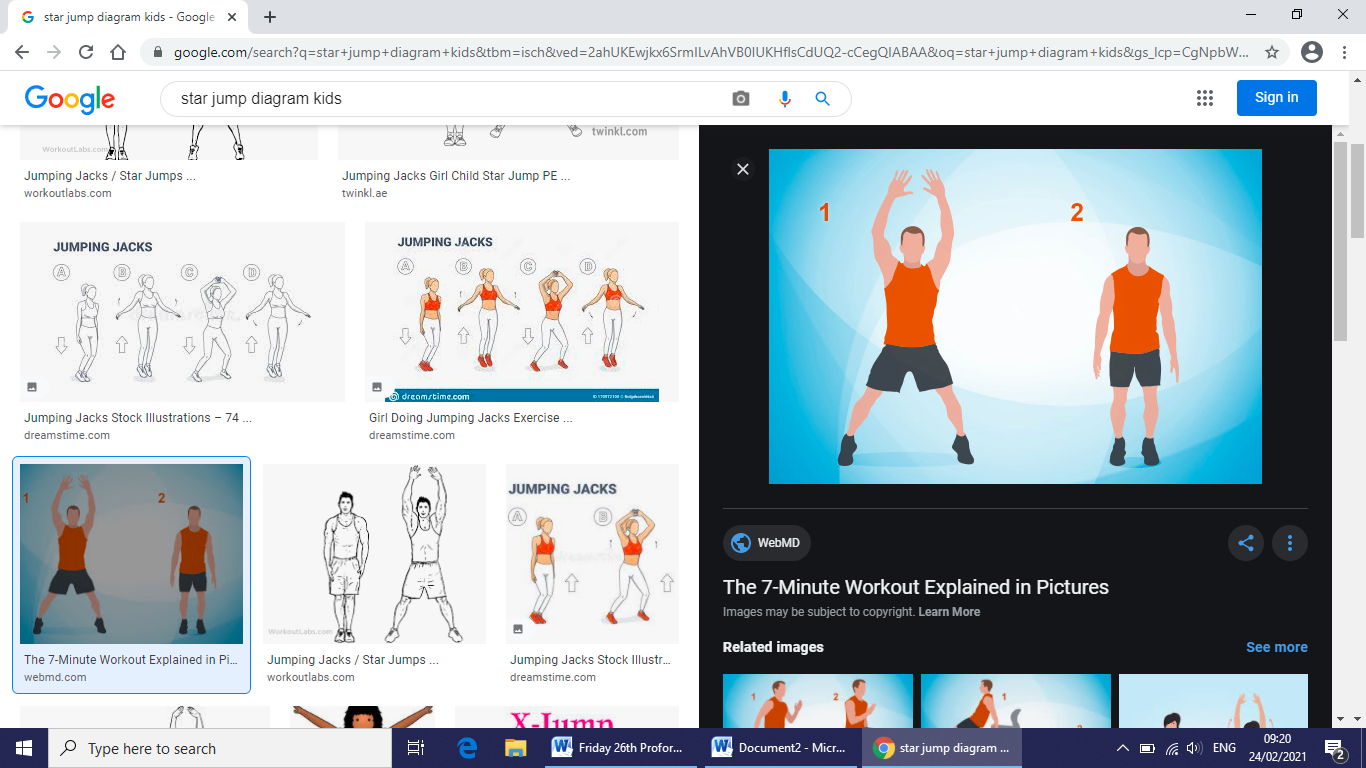 star jump diagram kids - Google
google.com/search?q=star+jump+diagram+kids&tbm=isch&ved=2ahUKEwjkx6SrmILvAhVB0IUKHflsCdUQ2-cCegQIABAA&oq=star+jump+diagram+kids&gs_lcp=CgNpbW...
Google
star jump diagram kids
Sign in
WorkoutLabs.com
twinkl.com
Jumping Jacks / Star Jumps ...
workoutlabs.com
Jumping Jacks Girl Child Star Jump PE ...
twinkl.ae
JUMPING JACKS
A B C D
Jumping Jacks Stock Illustrations – 74 ...
dreamstime.com
JUMPING JACKS
A B C D
dreamstime.com
Girl Doing Jumping Jacks Exercise ...
dreamstime.com
1 2
The 7-Minute Workout Explained in Pi...
webmd.com
WorkoutLabs.com
Jumping Jacks / Star Jumps ...
workoutlabs.com
JUMPING JACKS
A B
Jumping Jacks Stock Illustr...
dreamstime.com
X-Jump
1 2
WebMD
The 7-Minute Workout Explained in Pictures
Images may be subject to copyright. Learn More
Related images
See more
1 2
1
Type here to search
Friday 26th Profor...
Document2 - Micr...
star jump diagram ...
ENG
09:20
24/02/2021
2